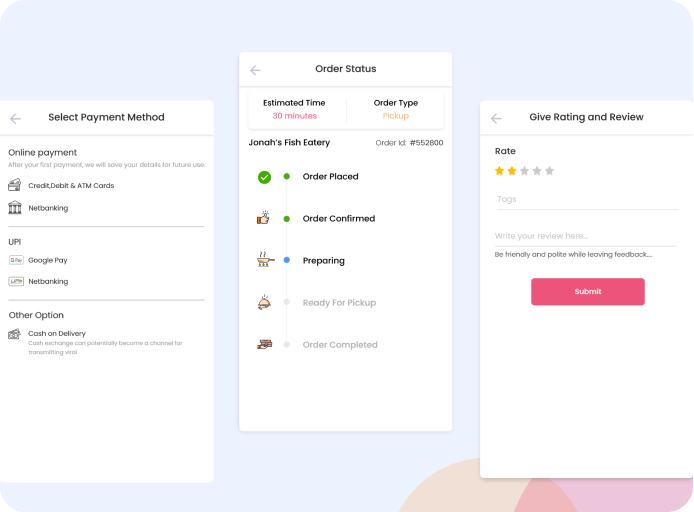 Select Payment Method
Online payment
After your first payment, we will save your details for future use.
Credit,Debit & ATM Cards
Netbanking
UPI
G Pay
Google Pay
Netbanking
Other Option
Cash on Delivery
Cash exchange can potentially become a channel for
transmitting viral
Order Status
Estimated Time
Order Type
30 minutes
Pickup
Jonah's Fish Eatery
Order Id: #552800
Order Placed
Order Confirmed
Preparing
Ready For Pickup
Order Completed
Give Rating and Review
Rate
Tags
Write your review here...
Be friendly and polite while leaving feedback...
Submit